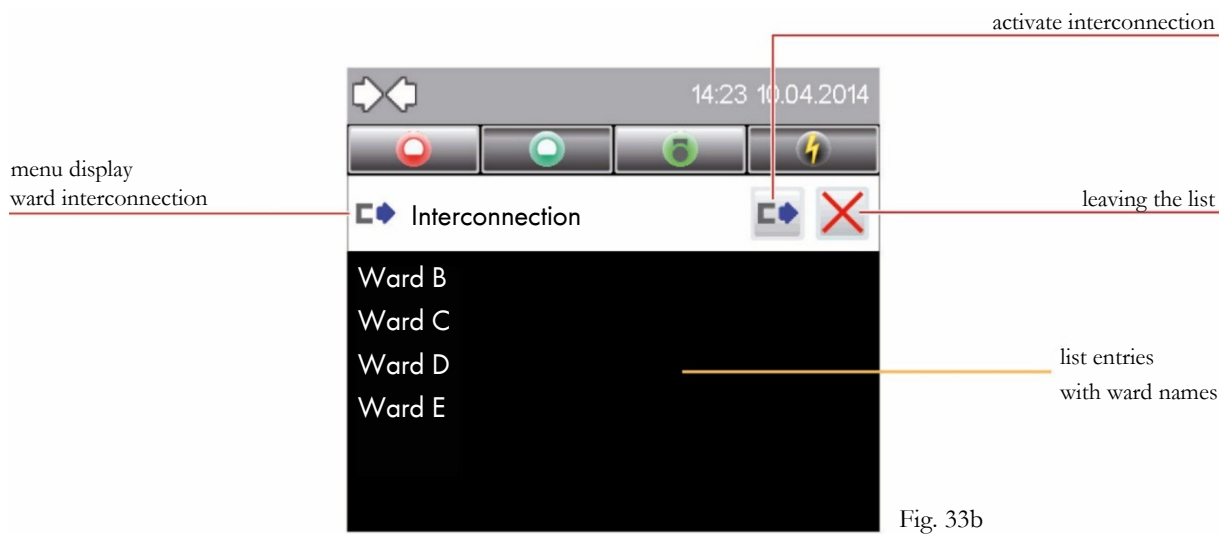 activate interconnection
14:23 10.04.2014
menu display
ward interconnection
Interconnection
leaving the list
Ward B
Ward C
Ward D
Ward E
list entries
with ward names
Fig. 33b